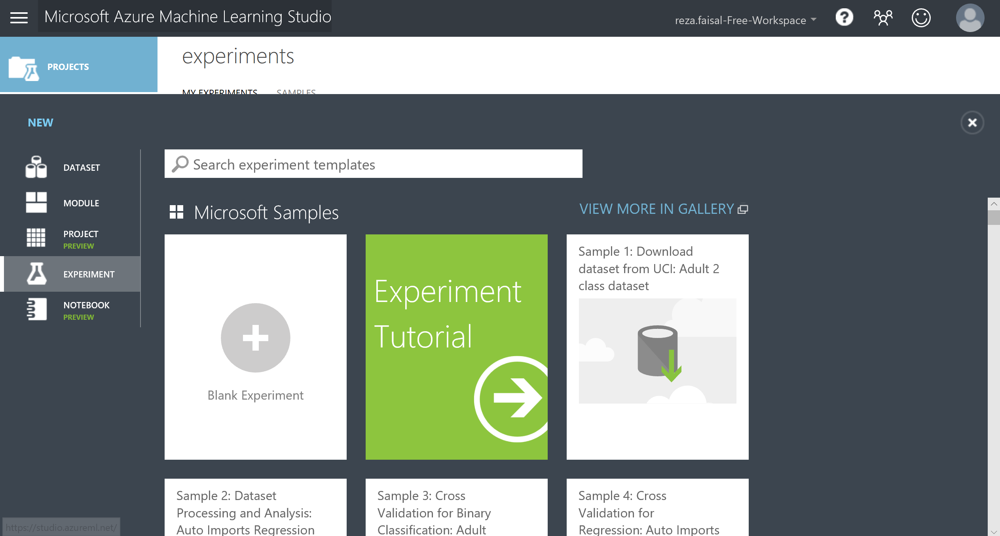 Microsoft Azure Machine Learning Studio
reza.faisal-Free-Workspace
PROJECTS
experiments
MY EXPERIMENTS SAMPLES
NEW
DATASET
MODULE
PROJECT
PREVIEW
EXPERIMENT
NOTEBOOK
PREVIEW
Search experiment templates
Microsoft Samples
VIEW MORE IN GALLERY
Blank Experiment
Experiment
Tutorial
Sample 1: Download
dataset from UCI: Adult 2
class dataset
Sample 2: Dataset
Processing and Analysis:
Auto Imports Regression
Sample 3: Cross
Validation for Binary
Classification: Adult
Sample 4: Cross
Validation for
Regression: Auto Imports
https://studio.azureml.net/